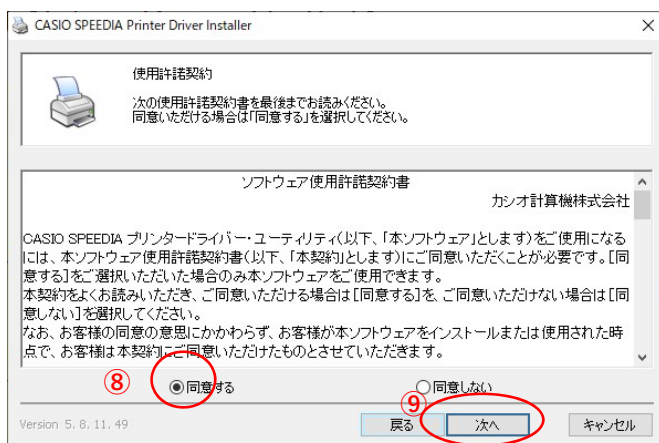 CASIO SPEEDIA Printer Driver Installer
使用許諾契約
次の使用許諾契約書を最後までお読みください。
同意いただける場合は「同意する」を選択してください。
ソフトウェア使用許諾契約書
カシオ計算機株式会社
CASIO SPEEDIA プリンタードライバー・ユーティリティ(以下、「本ソフトウェア」とします)をご使用になる
には、本ソフトウェア使用許諾契約書(以下、「本契約」とします)にご同意いただくことが必要です。[同
意する]をご選択いただいた場合のみ本ソフトウェアをご使用できます。
本契約をよくお読みいただき、ご同意いただける場合は[同意する]を、ご同意いただけない場合は[同
意しない]を選択してください。
なお、お客様の同意の意思にかかわらず、お客様が本ソフトウェアをインストールまたは使用された時
点で、お客様は本契約にご同意いただけたものとさせていただきます。
⑧ 同意する 同意しない
⑨
Version 5.8.11.49 戻る 次へ キャンセル